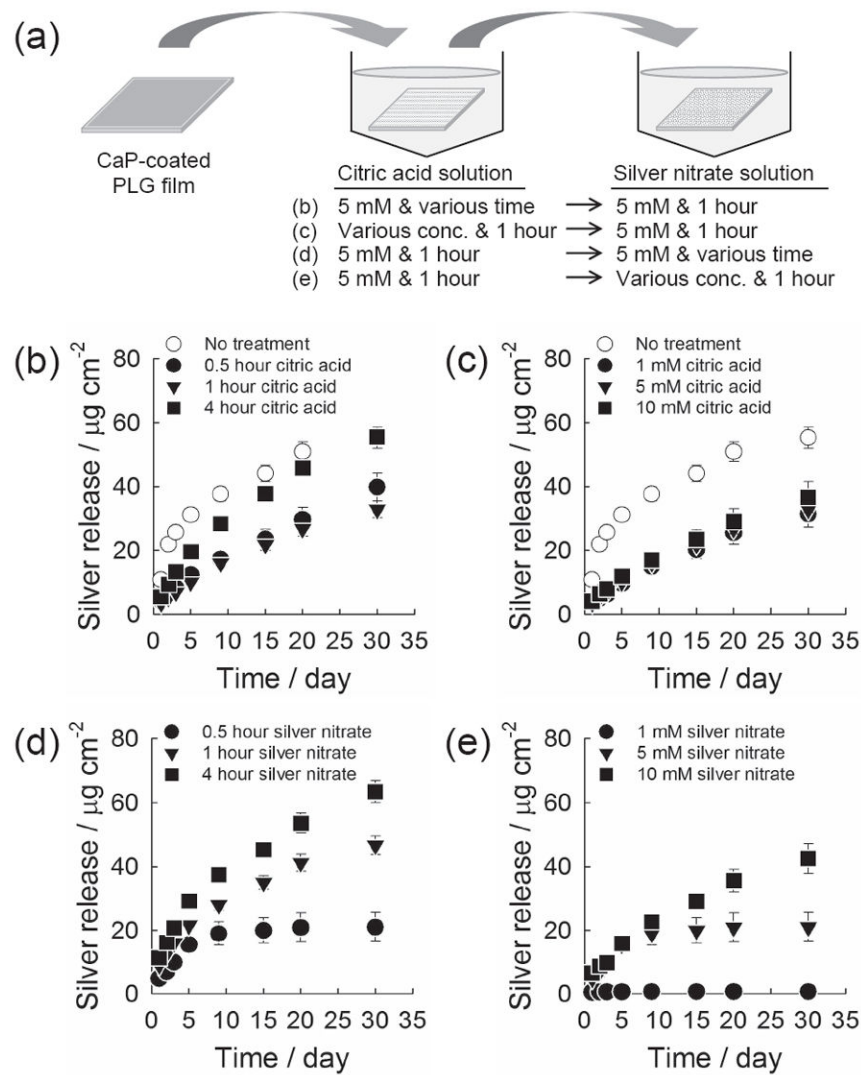 (a)
CaP-coated
PLG film
Citric acid solution
Silver nitrate solution
(b) 5 mM & various time → 5 mM & 1 hour
(c) Various conc. & 1 hour → 5 mM & 1 hour
(d) 5 mM & 1 hour → 5 mM & various time
(e) 5 mM & 1 hour → Various conc. & 1 hour
(b)
No treatment
0.5 hour citric acid
1 hour citric acid
4 hour citric acid
Silver release / μg cm⁻²
80
60
40
20
0
0 5 10 15 20 25 30 35
Time / day
(c)
No treatment
1 mM citric acid
5 mM citric acid
10 mM citric acid
Silver release / μg cm⁻²
80
60
40
20
0
0 5 10 15 20 25 30 35
Time / day
(d)
0.5 hour silver nitrate
1 hour silver nitrate
4 hour silver nitrate
Silver release / μg cm⁻²
80
60
40
20
0
0 5 10 15 20 25 30 35
Time / day
(e)
1 mM silver nitrate
5 mM silver nitrate
10 mM silver nitrate
Silver release / μg cm⁻²
80
60
40
20
0
0 5 10 15 20 25 30 35
Time / day